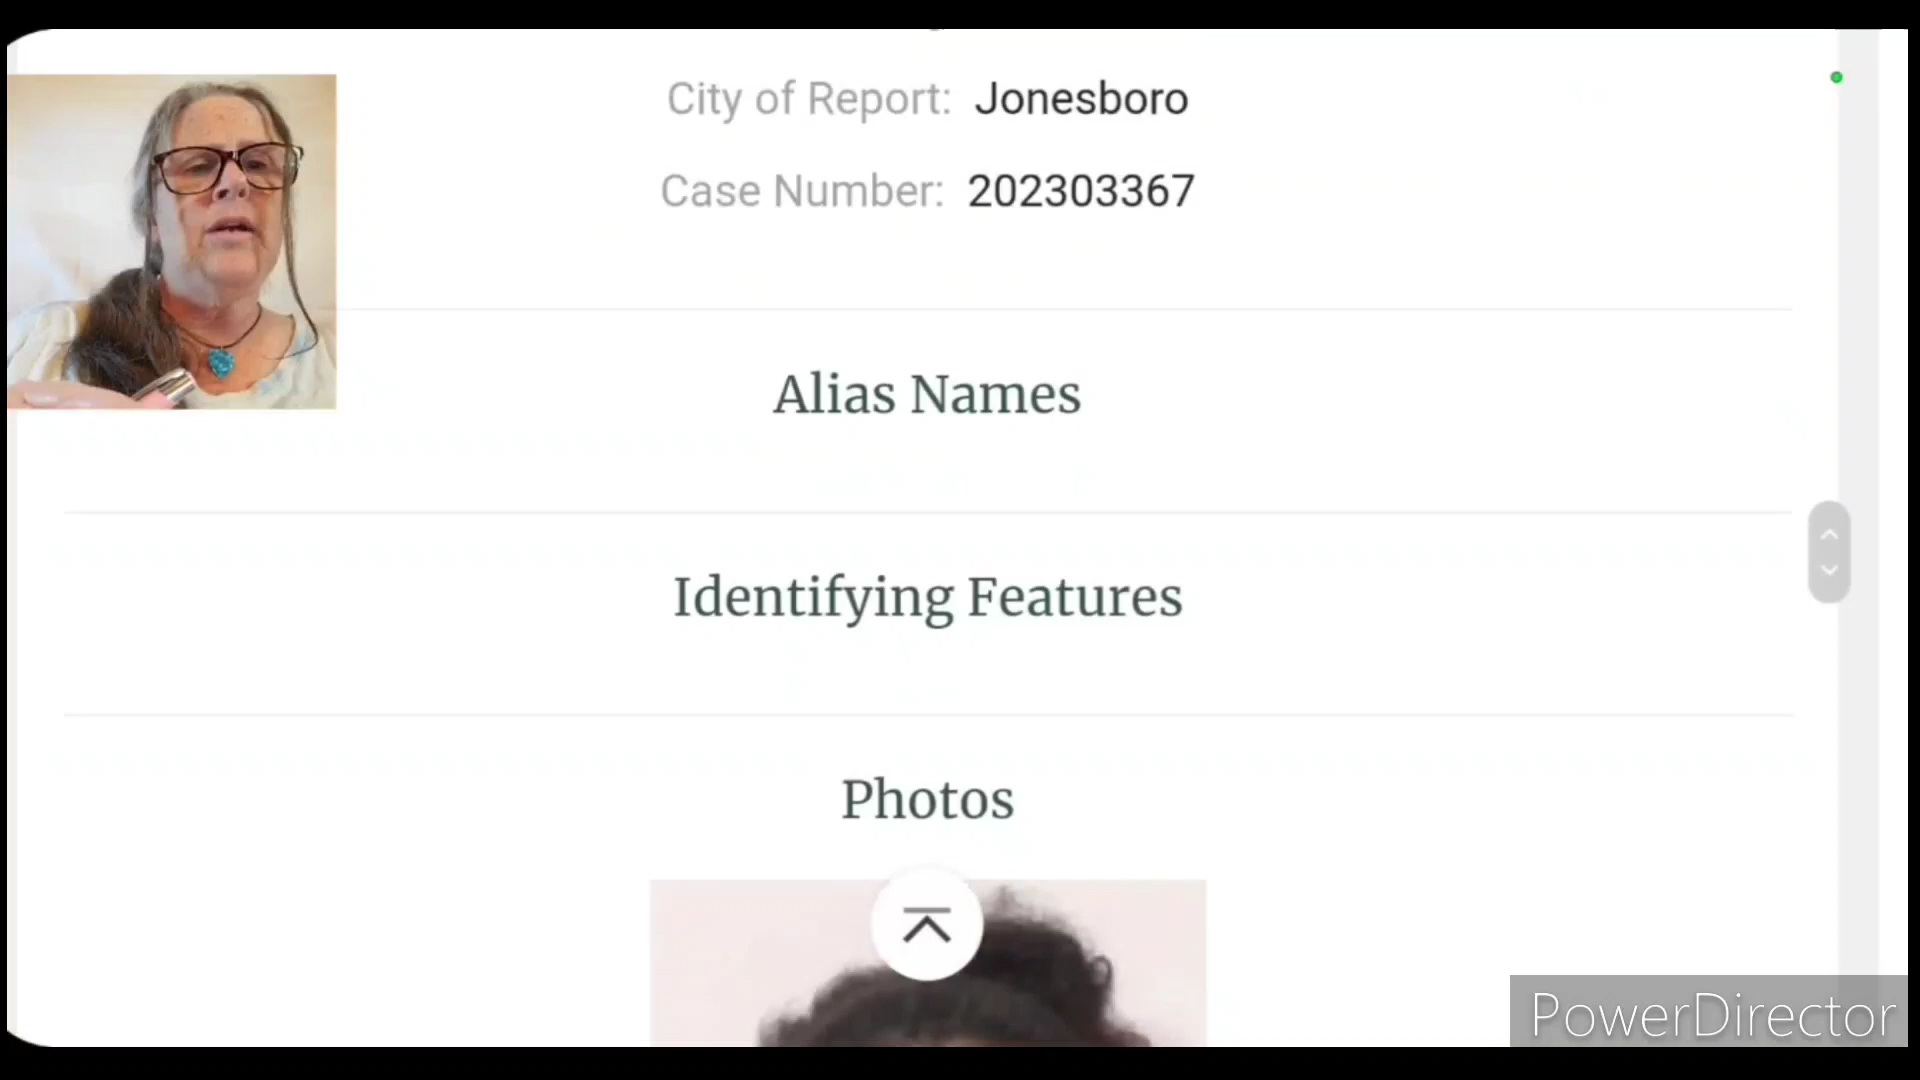 City of Report: Jonesboro
Case Number: 202303367
Alias Names
Identifying Features
Photos
PowerDirector